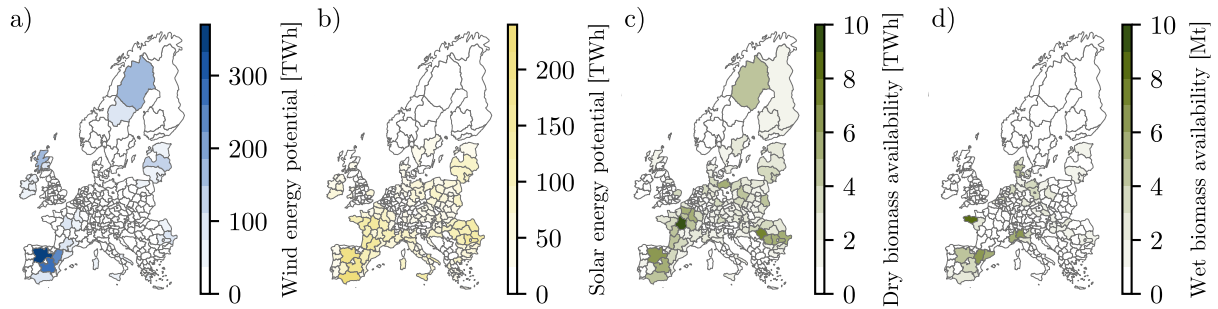 a)
300
200
100
0
Wind energy potential [TWh]
b)
200
150
100
50
0
Solar energy potential [TWh]
c)
10
8
6
4
2
Dry biomass availability [TWh]
d)
10
8
6
4
2
0
Wet biomass availability [Mt]